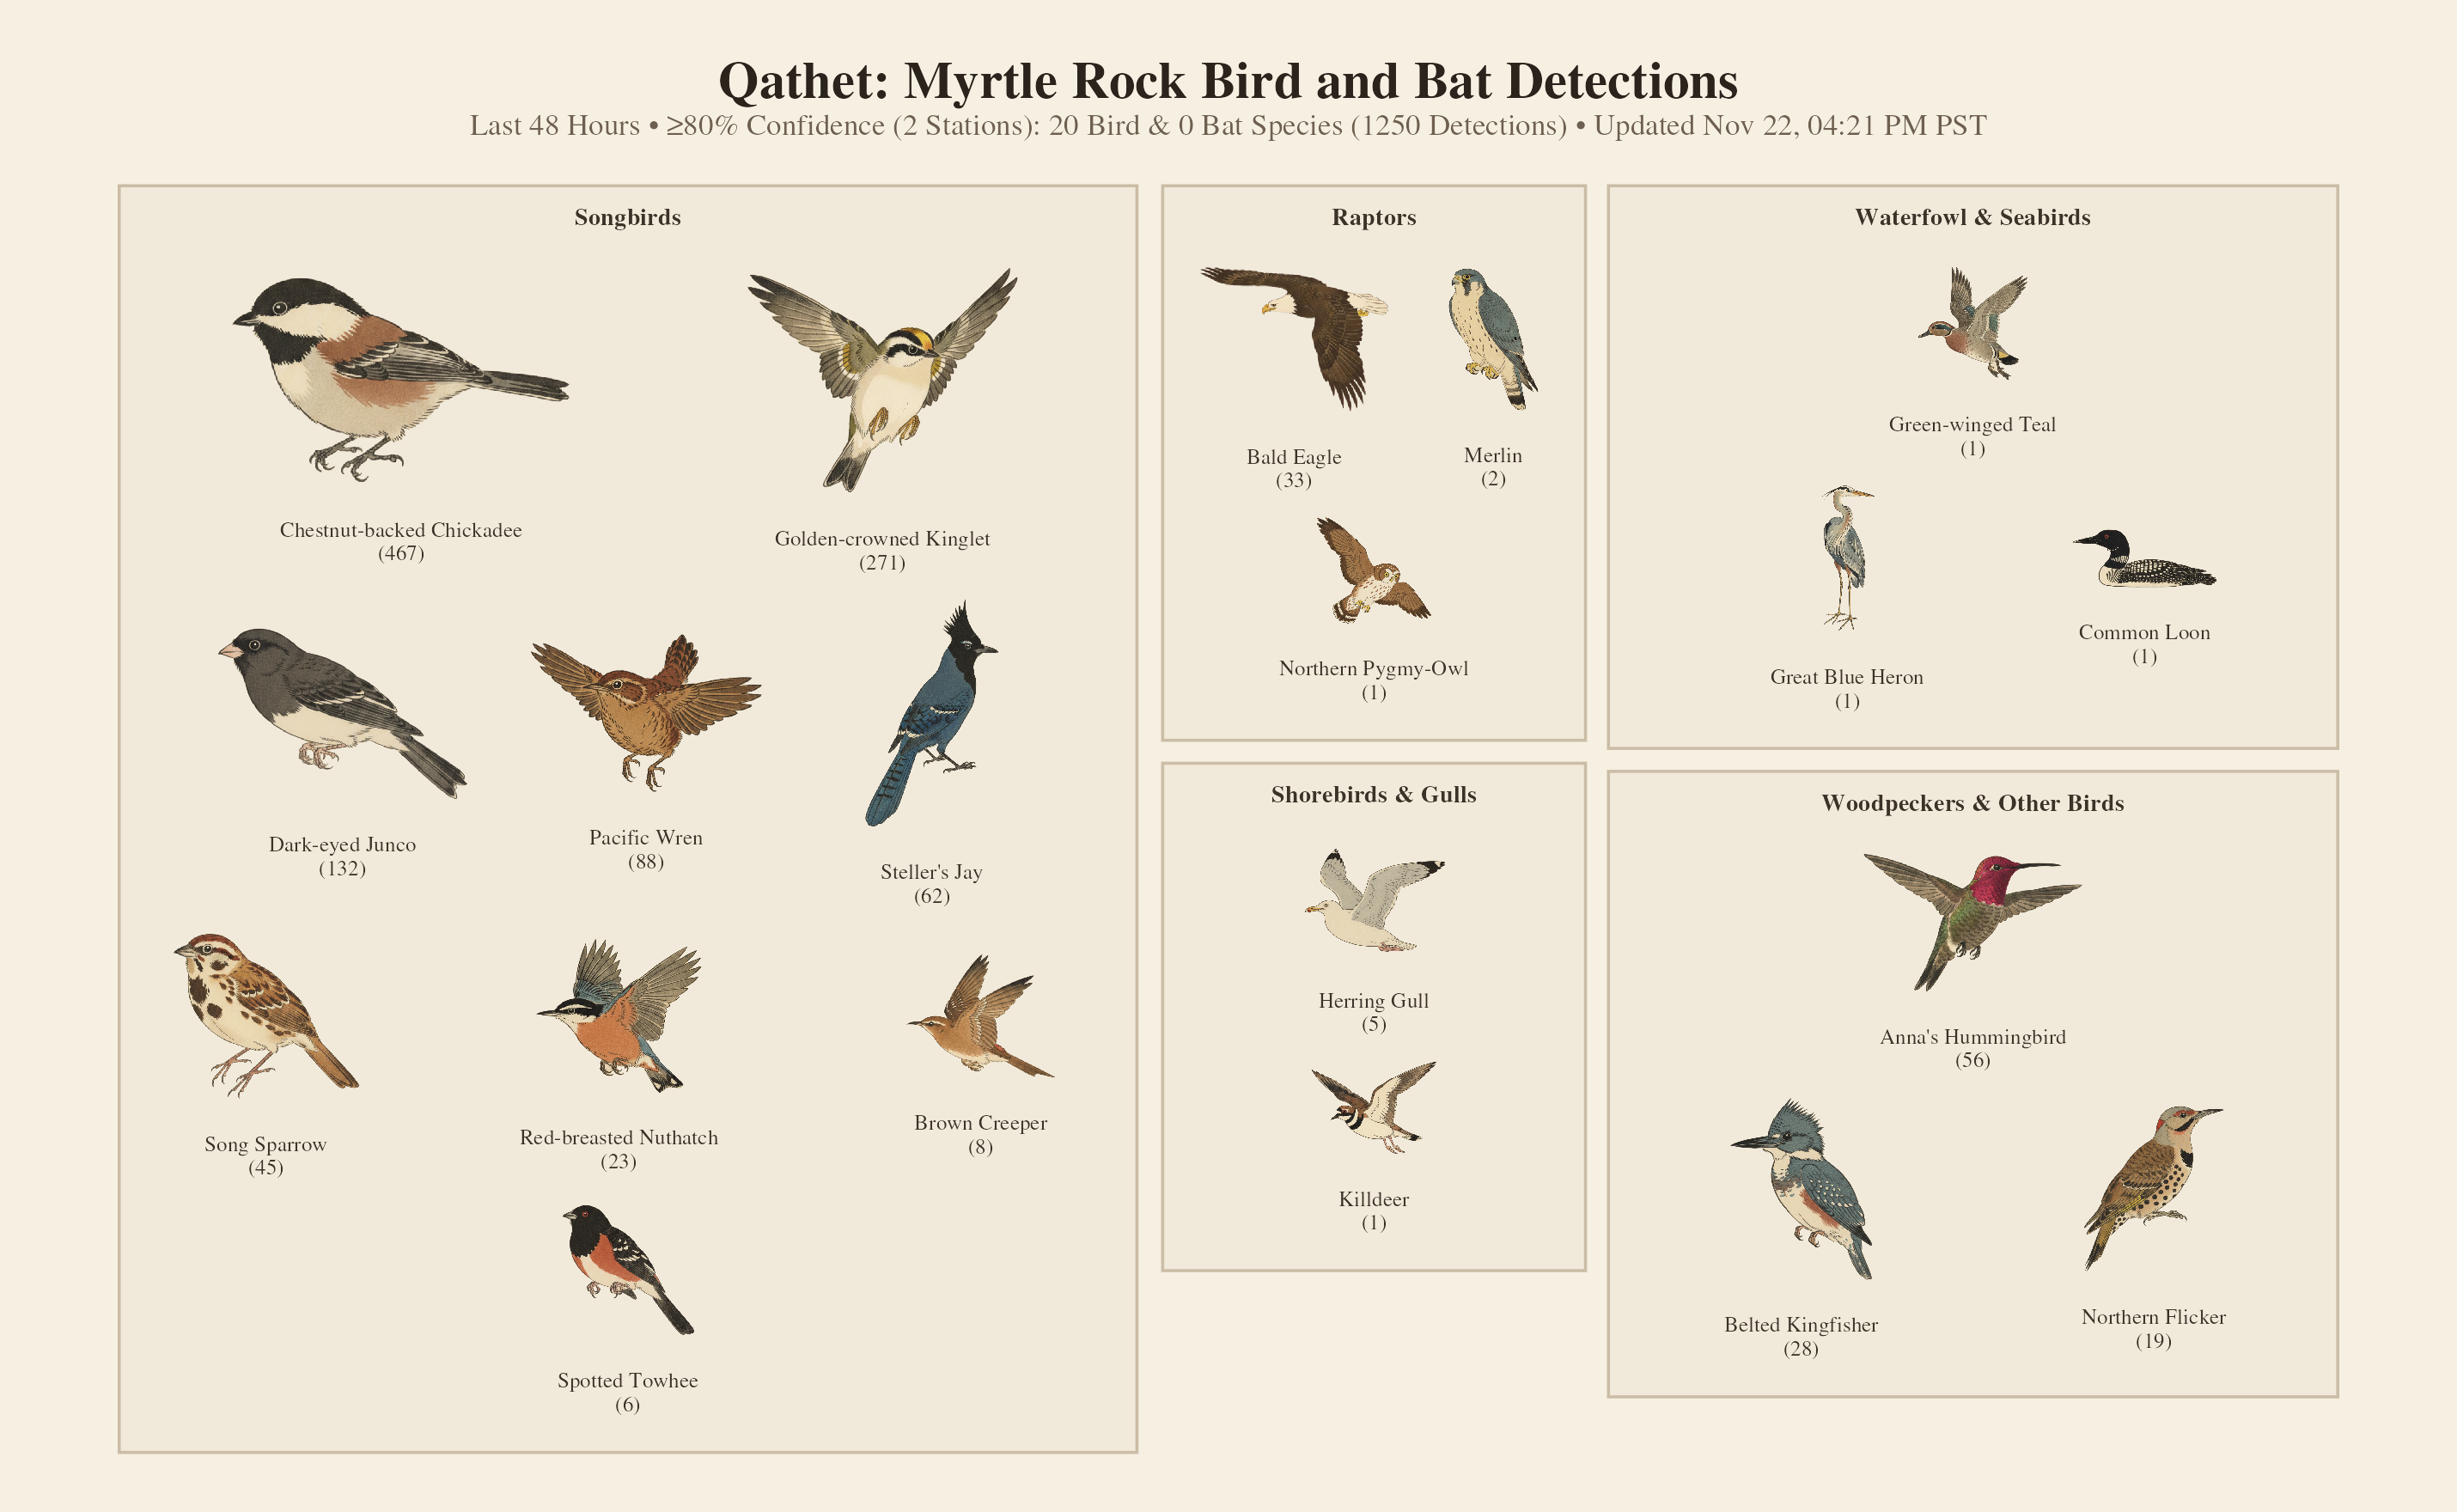 Qathet: Myrtle Rock Bird and Bat Detections
Last 48 Hours • ≥80% Confidence (2 Stations): 20 Bird & 0 Bat Species (1250 Detections) • Updated Nov 22, 04:21 PM PST
Songbirds
Chestnut-backed Chickadee
(467)
Golden-crowned Kinglet
(271)
Dark-eyed Junco
(132)
Pacific Wren
(88)
Steller's Jay
(62)
Song Sparrow
(45)
Red-breasted Nuthatch
(23)
Brown Creeper
(8)
Spotted Towhee
(6)
Raptors
Bald Eagle
(33)
Merlin
(2)
Northern Pygmy-Owl
(1)
Shorebirds & Gulls
Herring Gull
(5)
Killdeer
(1)
Waterfowl & Seabirds
Green-winged Teal
(1)
Great Blue Heron
(1)
Common Loon
(1)
Woodpeckers & Other Birds
Anna's Hummingbird
(56)
Belted Kingfisher
(28)
Northern Flicker
(19)